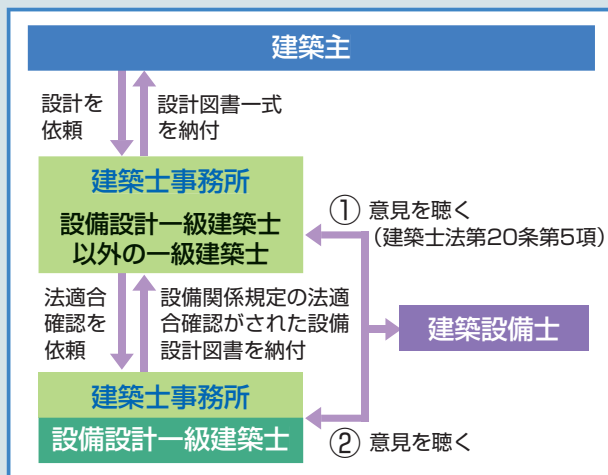 建築主
設計を
依頼
設計図書一式
を納付
建築士事務所
設備設計一級建築士
以外の一級建築士
① 意見を聴く
（建築士法第20条第5項）
法適合
確認を
依頼
設備関係規定の法適
合確認がされた設備
設計図書を納付
建築設備士
建築士事務所
設備設計一級建築士
② 意見を聴く